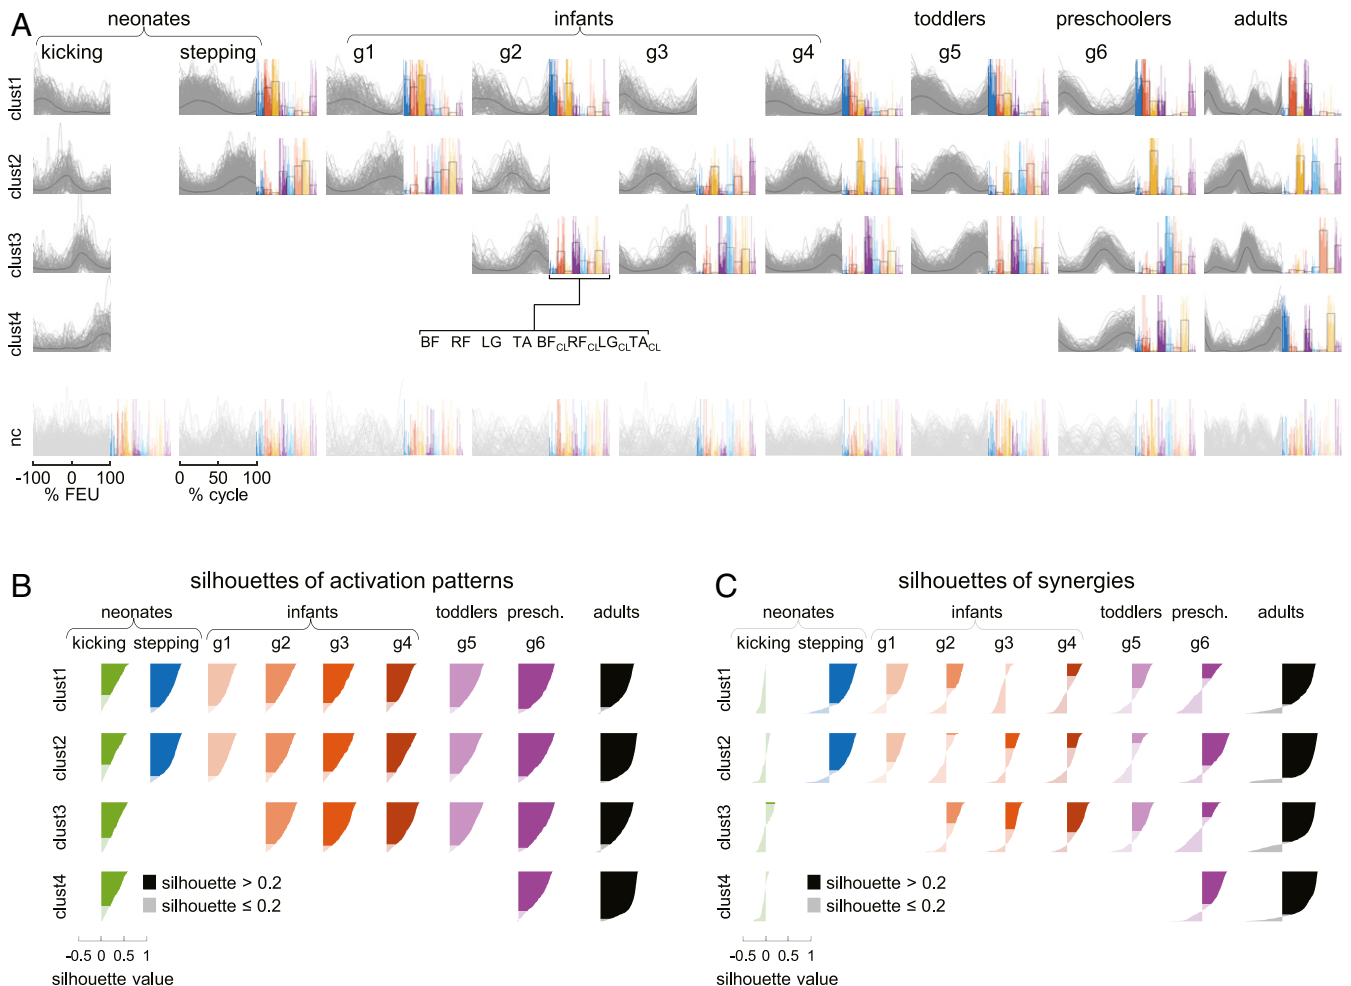 A
neonates infants toddlers preschoolers adults
kicking stepping g1 g2 g3 g4 g5 g6
clust1
clust2
clust3
clust4
BF RF LG TA BFCL RFCL LGCL TACL
nc
-100 0 100 0 50 100
% FEU % cycle
B silhouettes of activation patterns
neonates infants toddlers presch. adults
kicking stepping g1 g2 g3 g4 g5 g6
clust1
clust2
clust3
clust4
silhouette > 0.2
silhouette ≤ 0.2
-0.5 0 0.5 1
silhouette value
C silhouettes of synergies
neonates infants toddlers presch. adults
kicking stepping g1 g2 g3 g4 g5 g6
clust1
clust2
clust3
clust4
silhouette > 0.2
silhouette ≤ 0.2
-0.5 0 0.5 1
silhouette value